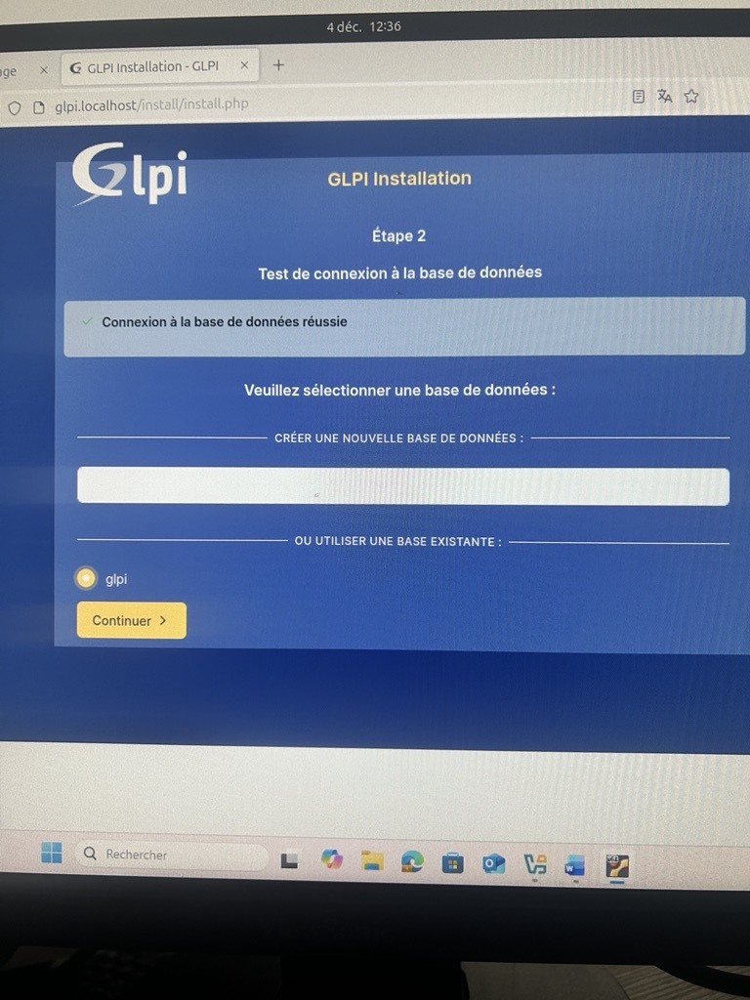 4 déc. 12:36
age
GLPI Installation - GLPI
glpi.localhost/install/install.php
Glpi
GLPI Installation
Étape 2
Test de connexion à la base de données
Connexion à la base de données réussie
Veuillez sélectionner une base de données :
CRÉER UNE NOUVELLE BASE DE DONNÉES :
OU UTILISER UNE BASE EXISTANTE :
glpi
Continuer
Rechercher